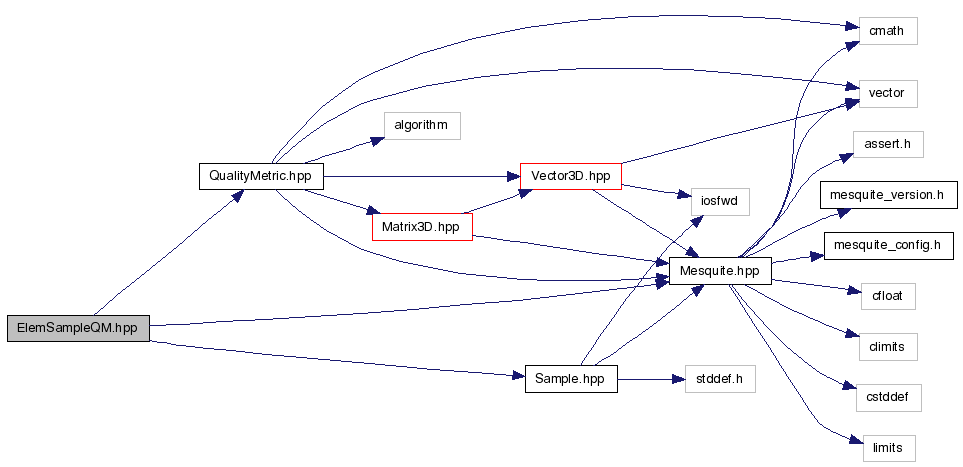 cmath
vector
algorithm
assert.h
QualityMetric.hpp
Vector3D.hpp
mesquite_version.h
iosfwd
Matrix3D.hpp
mesquite_config.h
Mesquite.hpp
cfloat
ElemSampleQM.hpp
climits
Sample.hpp
stddef.h
cstddef
limits